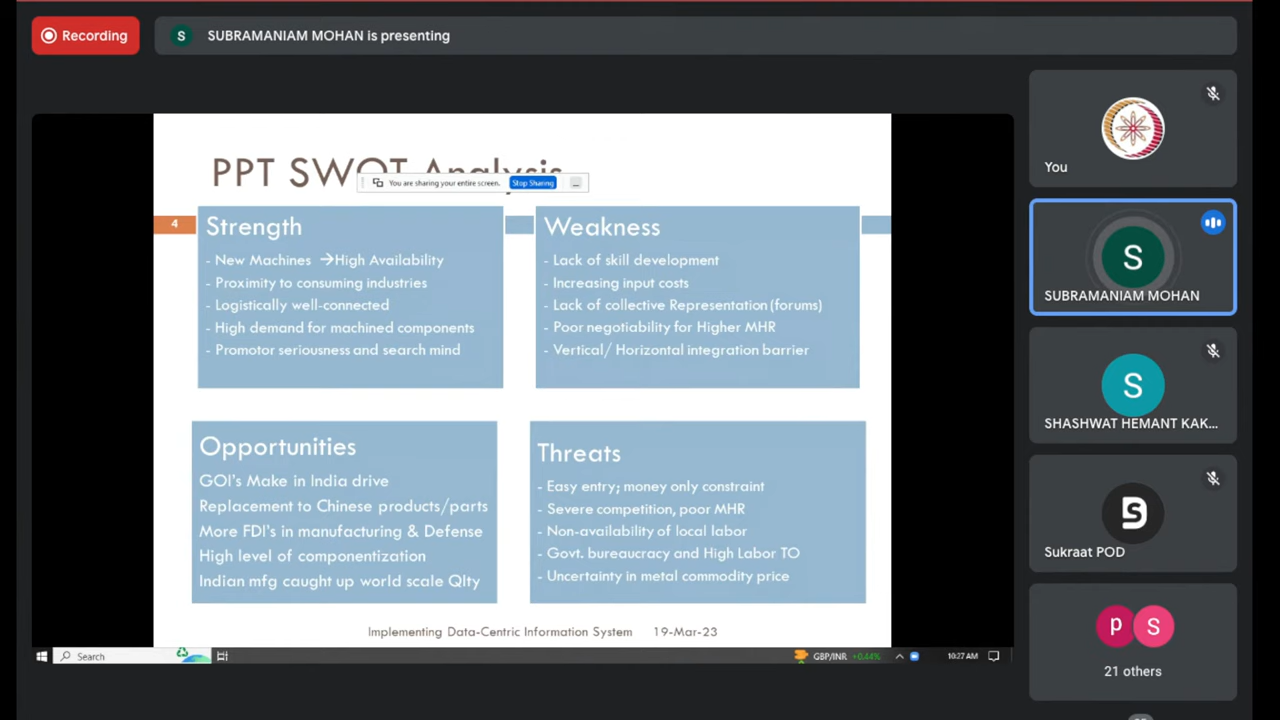 Recording
S
SUBRAMANIAM MOHAN is presenting
PPT SWOT Analysis
You are sharing your entire screen.
Stop Sharing
4
Strength
- New Machines →High Availability
- Proximity to consuming industries
- Logistically well-connected
- High demand for machined components
- Promotor seriousness and search mind
Weakness
- Lack of skill development
- Increasing input costs
- Lack of collective Representation (forums)
- Poor negotiability for Higher MHR
- Vertical/ Horizontal integration barrier
Opportunities
GOI's Make in India drive
Replacement to Chinese products/parts
More FDI's in manufacturing & Defense
High level of componentization
Indian mfg caught up world scale Qlty
Threats
- Easy entry; money only constraint
- Severe competition, poor MHR
- Non-availability of local labor
- Govt. bureaucracy and High Labor TO
- Uncertainty in metal commodity price
Implementing Data-Centric Information System 19-Mar-23
Search
GBP/INR +0.44%
10:27 AM
You
S
SUBRAMANIAM MOHAN
S
SHASHWAT HEMANT KAK...
Sukraat POD
p S
21 others